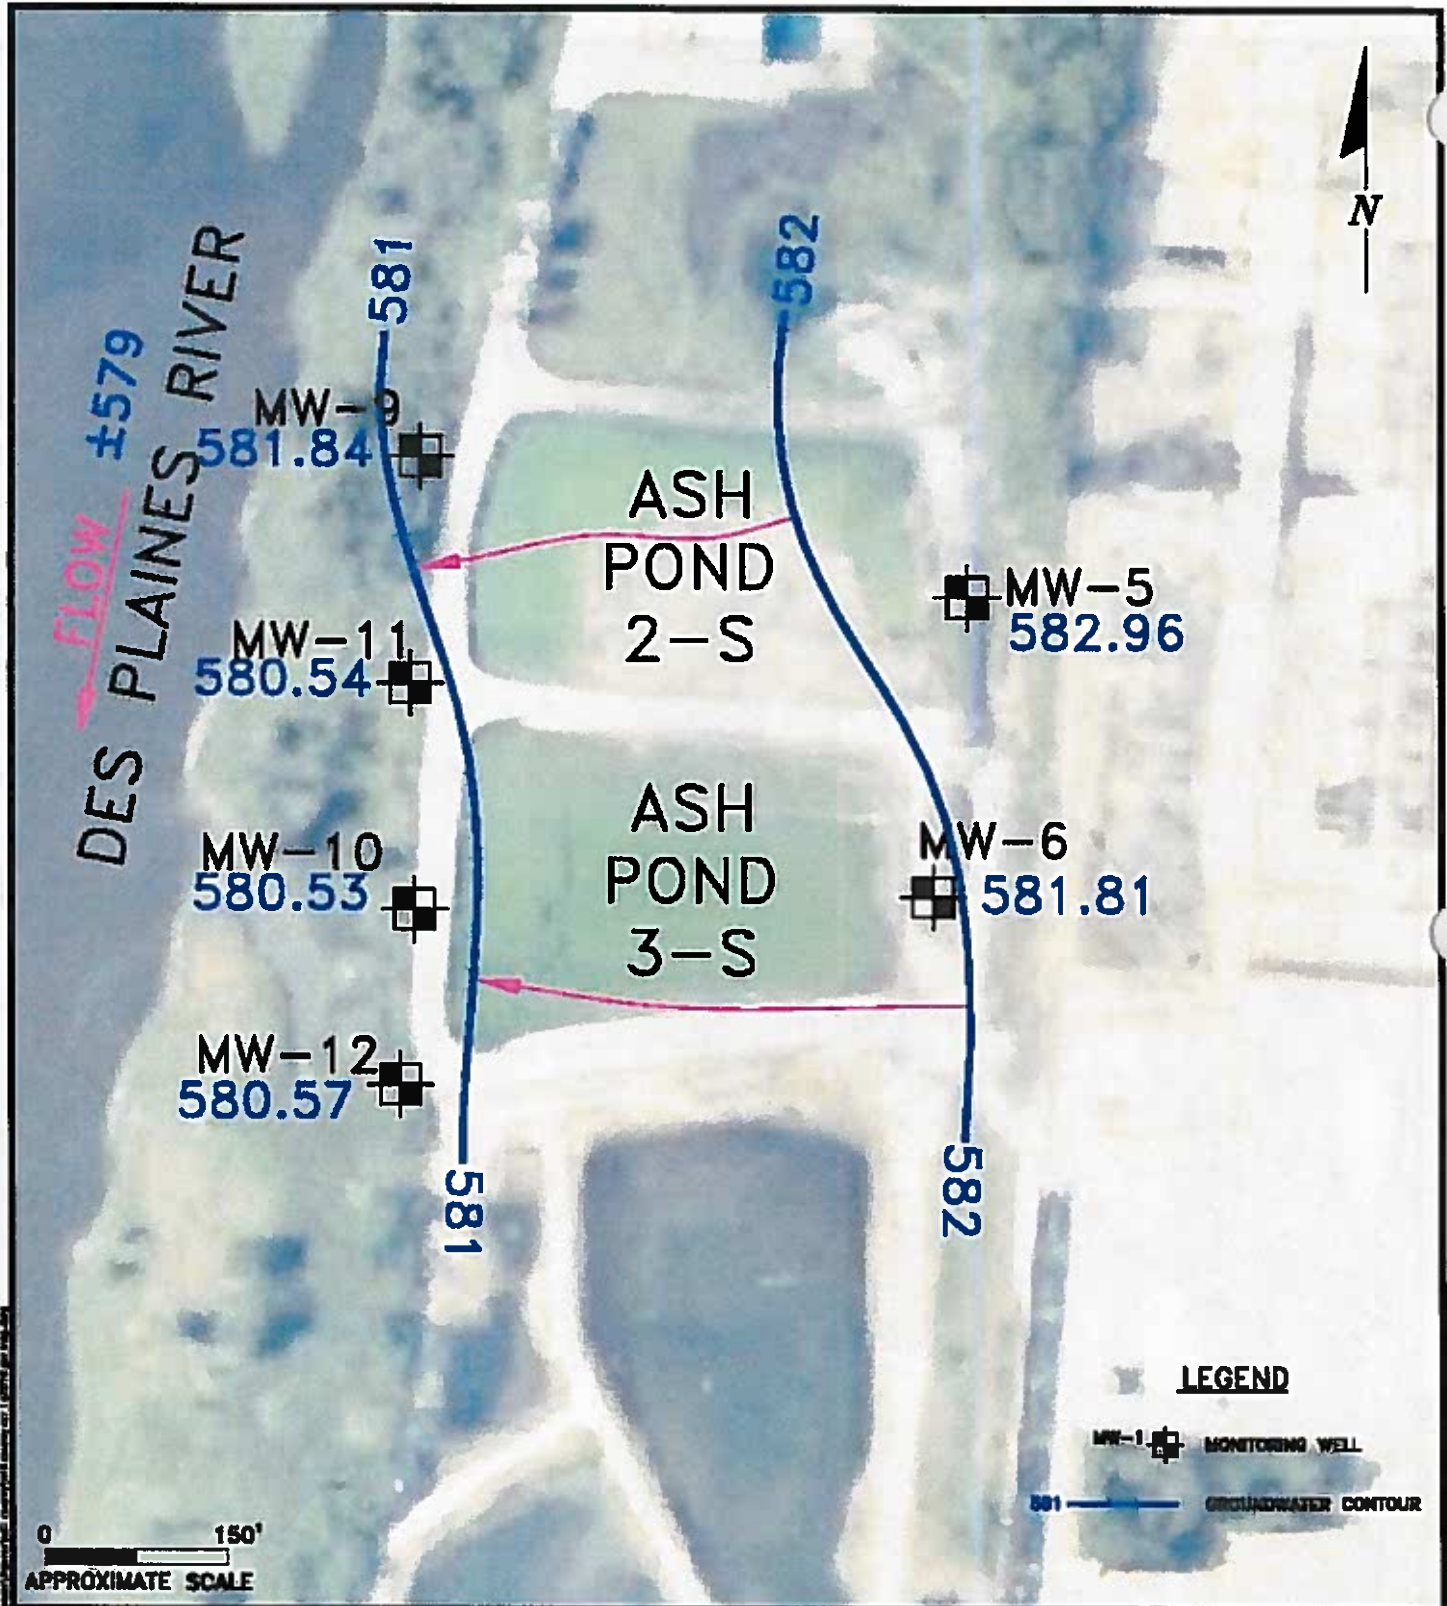 N
581
582
±579
FLOW
DES PLAINES RIVER
MW-9
581.84
ASH
POND
2-S
MW-5
582.96
MW-11
580.54
ASH
POND
3-S
MW-10
580.53
MW-6
581.81
MW-12
580.57
581
582
LEGEND
MW-1 MONITORING WELL
581 GROUNDWATER CONTOUR
0 150'
APPROXIMATE SCALE